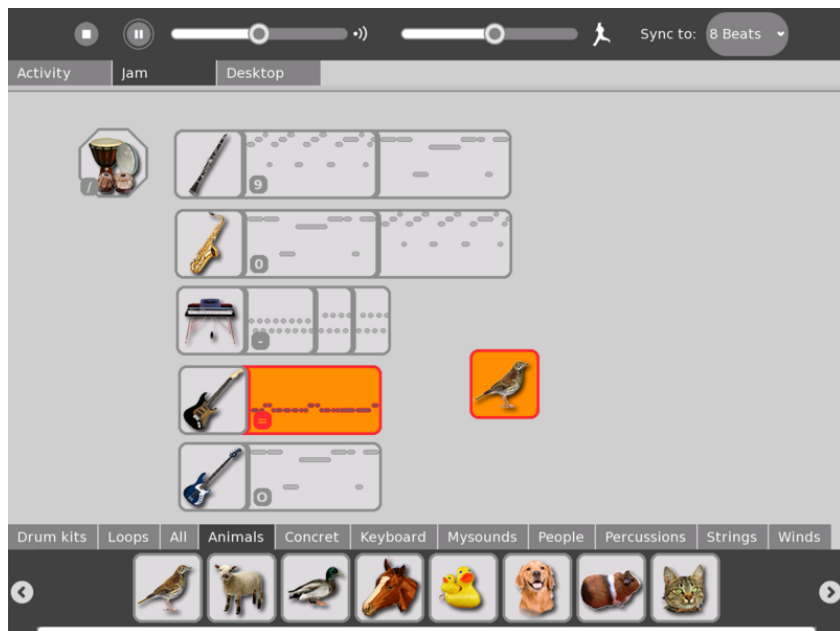 Sync to: 8 Beats
Activity Jam Desktop
/
9
0
-
=
O
Drum kits Loops All Animals Concret Keyboard Mysounds People Percussions Strings Winds